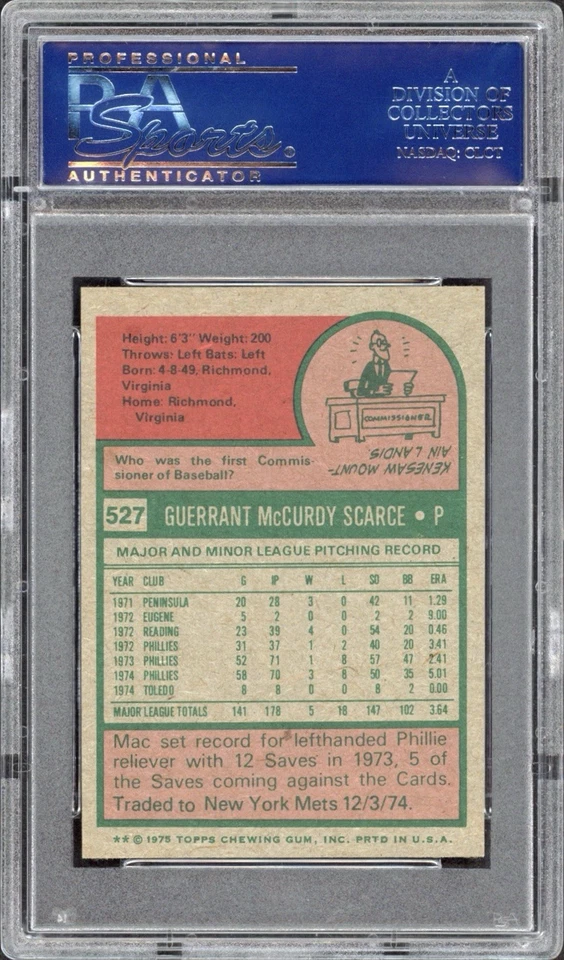 PROFESSIONAL
PSA
Sports
AUTHENTICATOR
A
DIVISION OF
COLLECTORS
UNIVERSE
NASDAQ: CLCT
Height: 6'3" Weight: 200
Throws: Left Bats: Left
Born: 4-8-49, Richmond,
Virginia
Home: Richmond,
Virginia
COMMISSIONER
KENESAW MOUNT-
AIN LANDIS.
Who was the first Commis-
sioner of Baseball?
527 GUERRANT McCURDY SCARCE • P
MAJOR AND MINOR LEAGUE PITCHING RECORD
YEAR CLUB G IP W L SO BB ERA
1971 PENINSULA 20 28 3 0 42 11 1.29
1972 EUGENE 5 2 0 0 2 2 9.00
1972 READING 23 39 4 0 54 20 0.46
1972 PHILLIES 31 37 1 2 40 20 3.41
1973 PHILLIES 52 71 1 8 57 47 2.41
1974 PHILLIES 58 70 3 8 50 35 5.01
1974 TOLEDO 8 8 0 0 8 2 0.00
MAJOR LEAGUE TOTALS 141 178 5 18 147 102 3.64
Mac set record for lefthanded Phillie
reliever with 12 Saves in 1973, 5 of
the Saves coming against the Cards.
Traded to New York Mets 12/3/74.
** © 1975 TOPPS CHEWING GUM, INC. PRTD IN U.S.A.